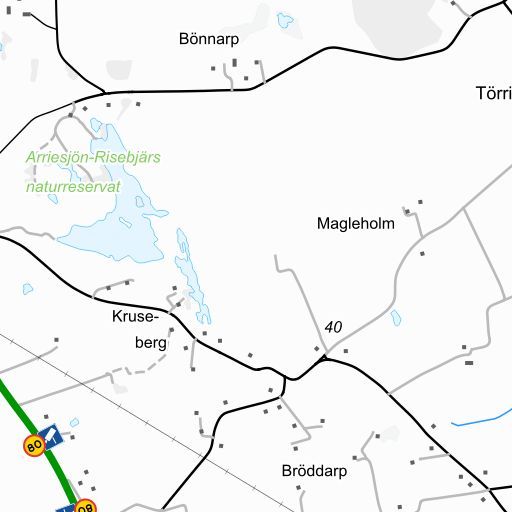 Bönnarp
Törri
Arriesjön-Risebjärs
naturreservat
Magleholm
Kruse-
berg
40
80
80
Bröddarp